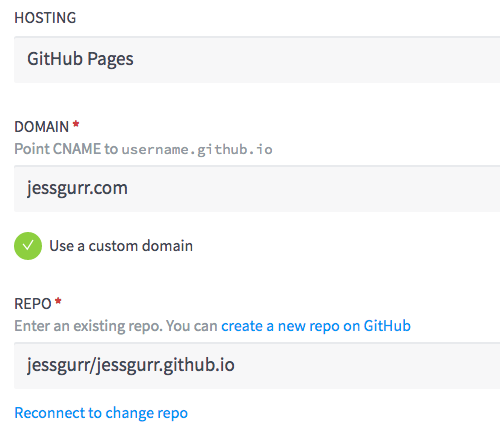 HOSTING
GitHub Pages
DOMAIN *
Point CNAME to username.github.io
jessgurr.com
Use a custom domain
REPO *
Enter an existing repo. You can create a new repo on GitHub
jessgurr/jessgurr.github.io
Reconnect to change repo